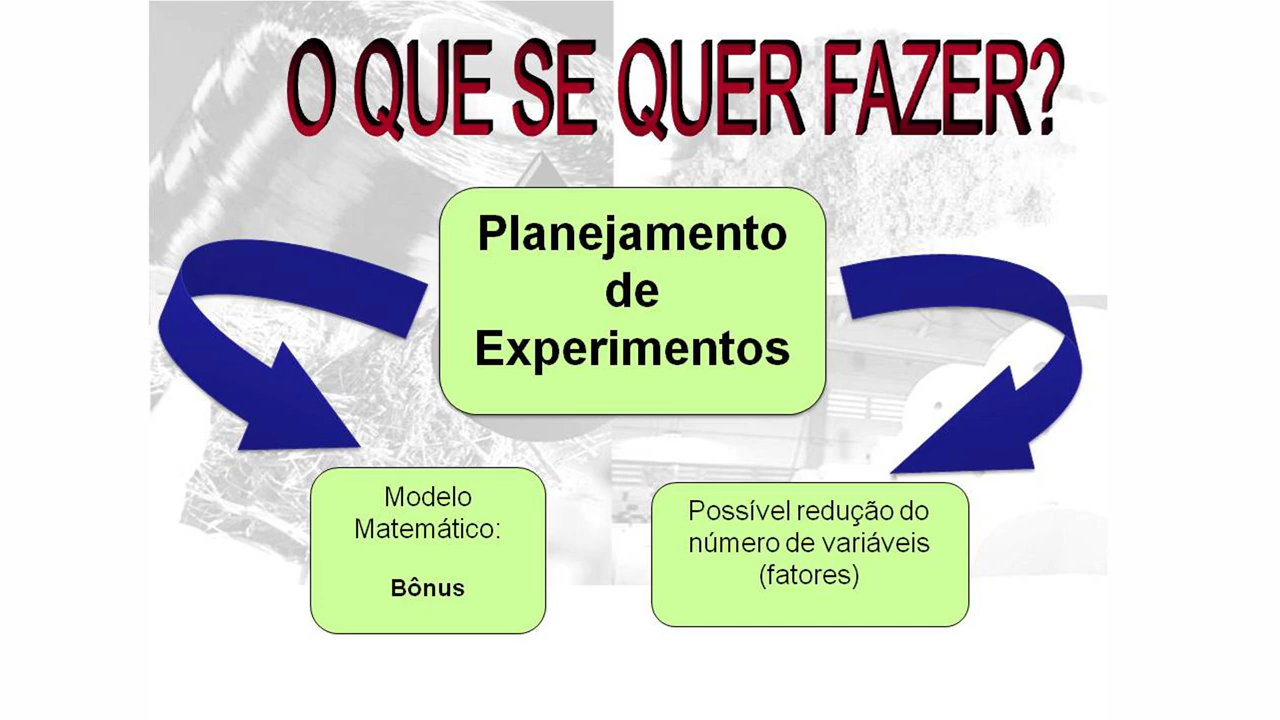 O QUE SE QUER FAZER?
Planejamento
de
Experimentos
Modelo
Matemático:
Bônus
Possível redução do
número de variáveis
(fatores)